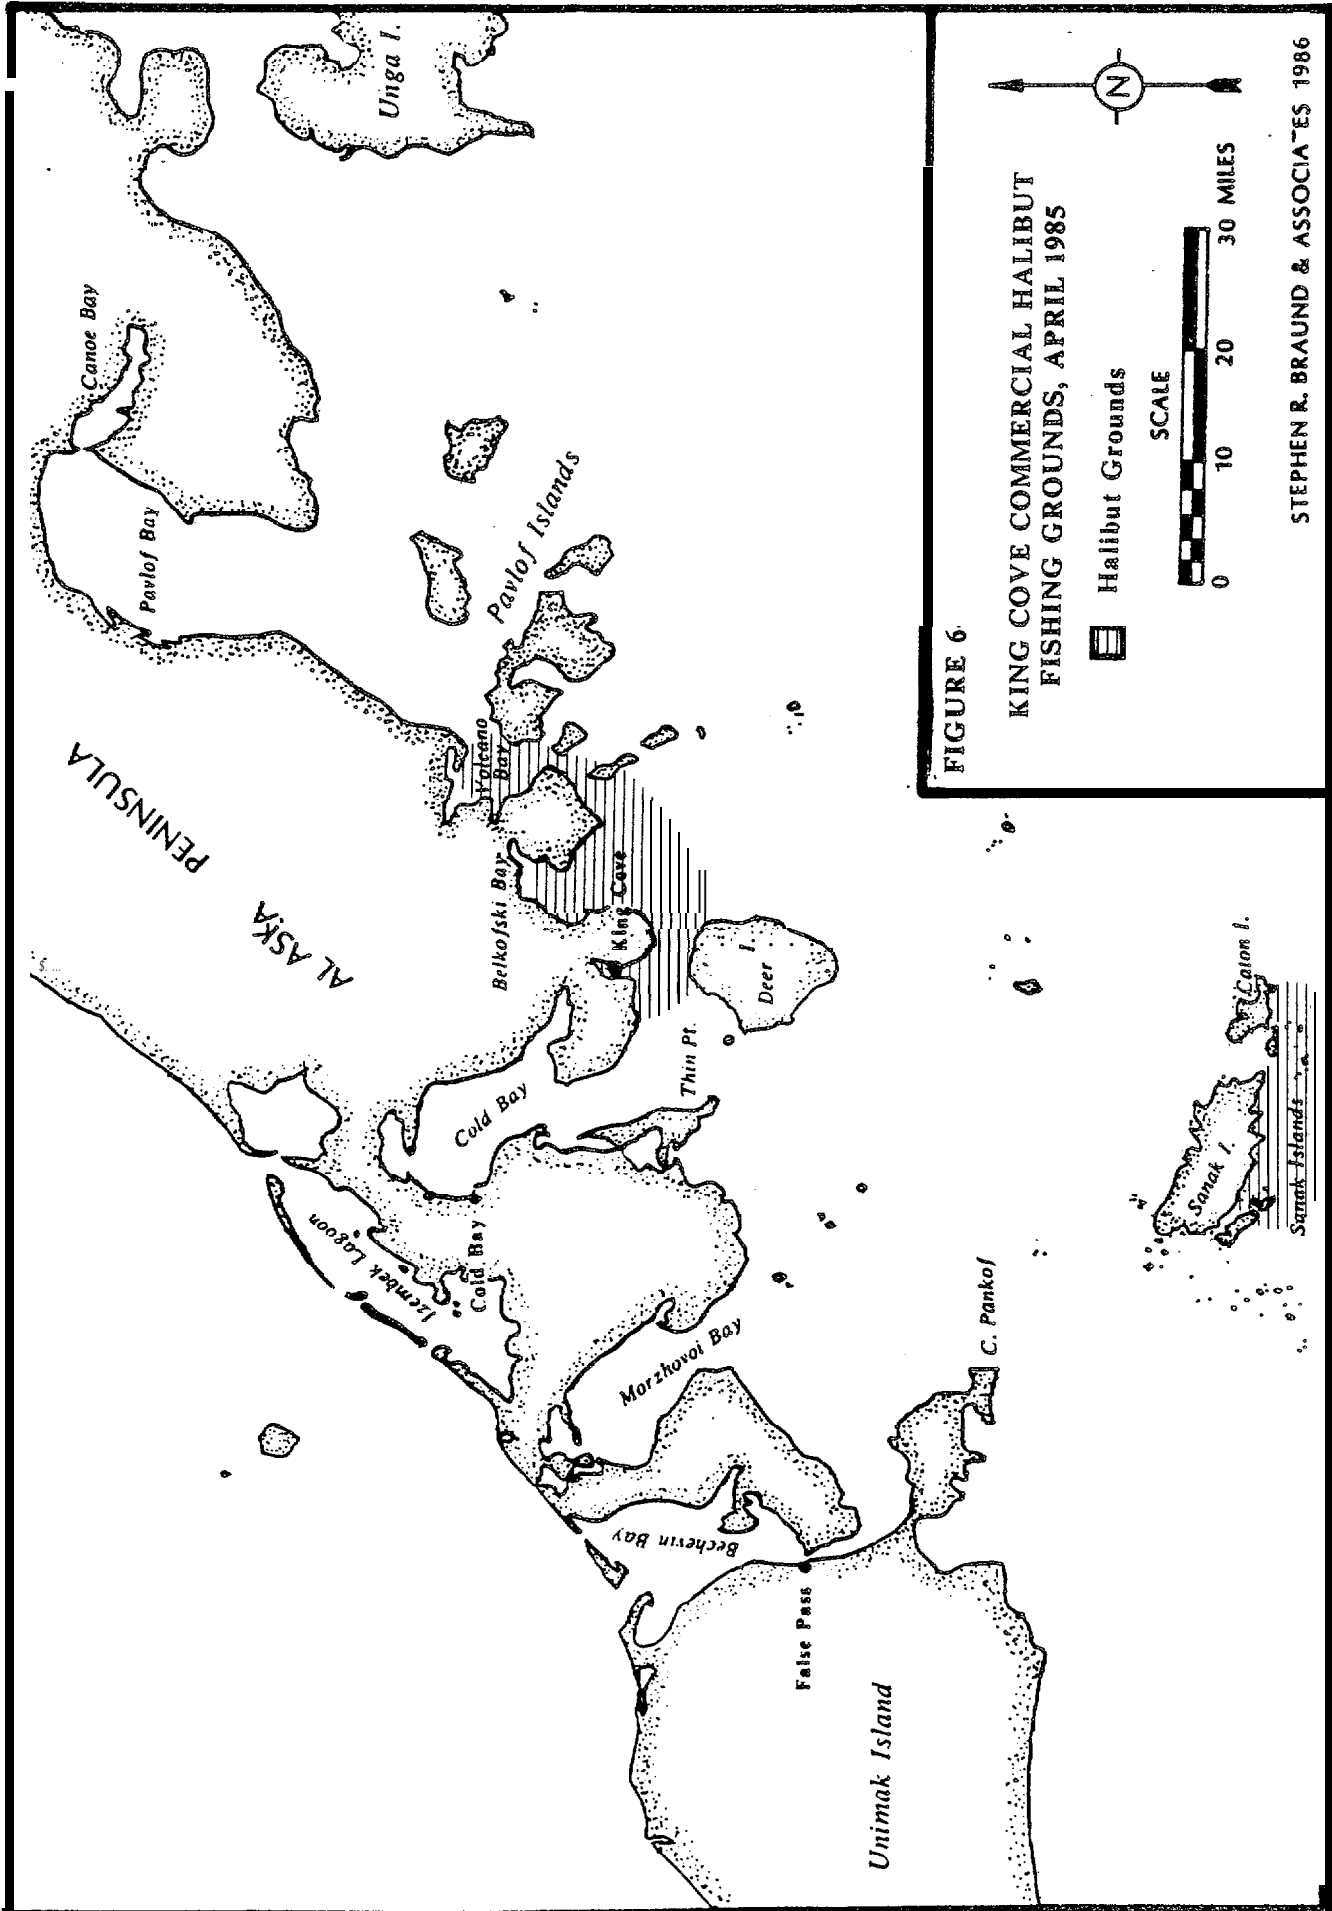 Unga I.
Canoe Bay
Pavlof Bay
Pavlof Islands
PENINSULA
ALASKA
Volcano
Bay
Belkofski Bay
King Cove
Deer
I.
Thin Pt.
Cold Bay
Izembek Lagoon
Cold Bay
Morzhovoi Bay
Bechevin Bay
False Pass
Unimak Island
C. Pankof
Sanak I.
Caton I.
Sanak Islands
FIGURE 6
KING COVE COMMERCIAL HALIBUT
FISHING GROUNDS, APRIL 1985
Halibut Grounds
SCALE
0 10 20 30 MILES
N
STEPHEN R. BRAUND & ASSOCIATES 1986